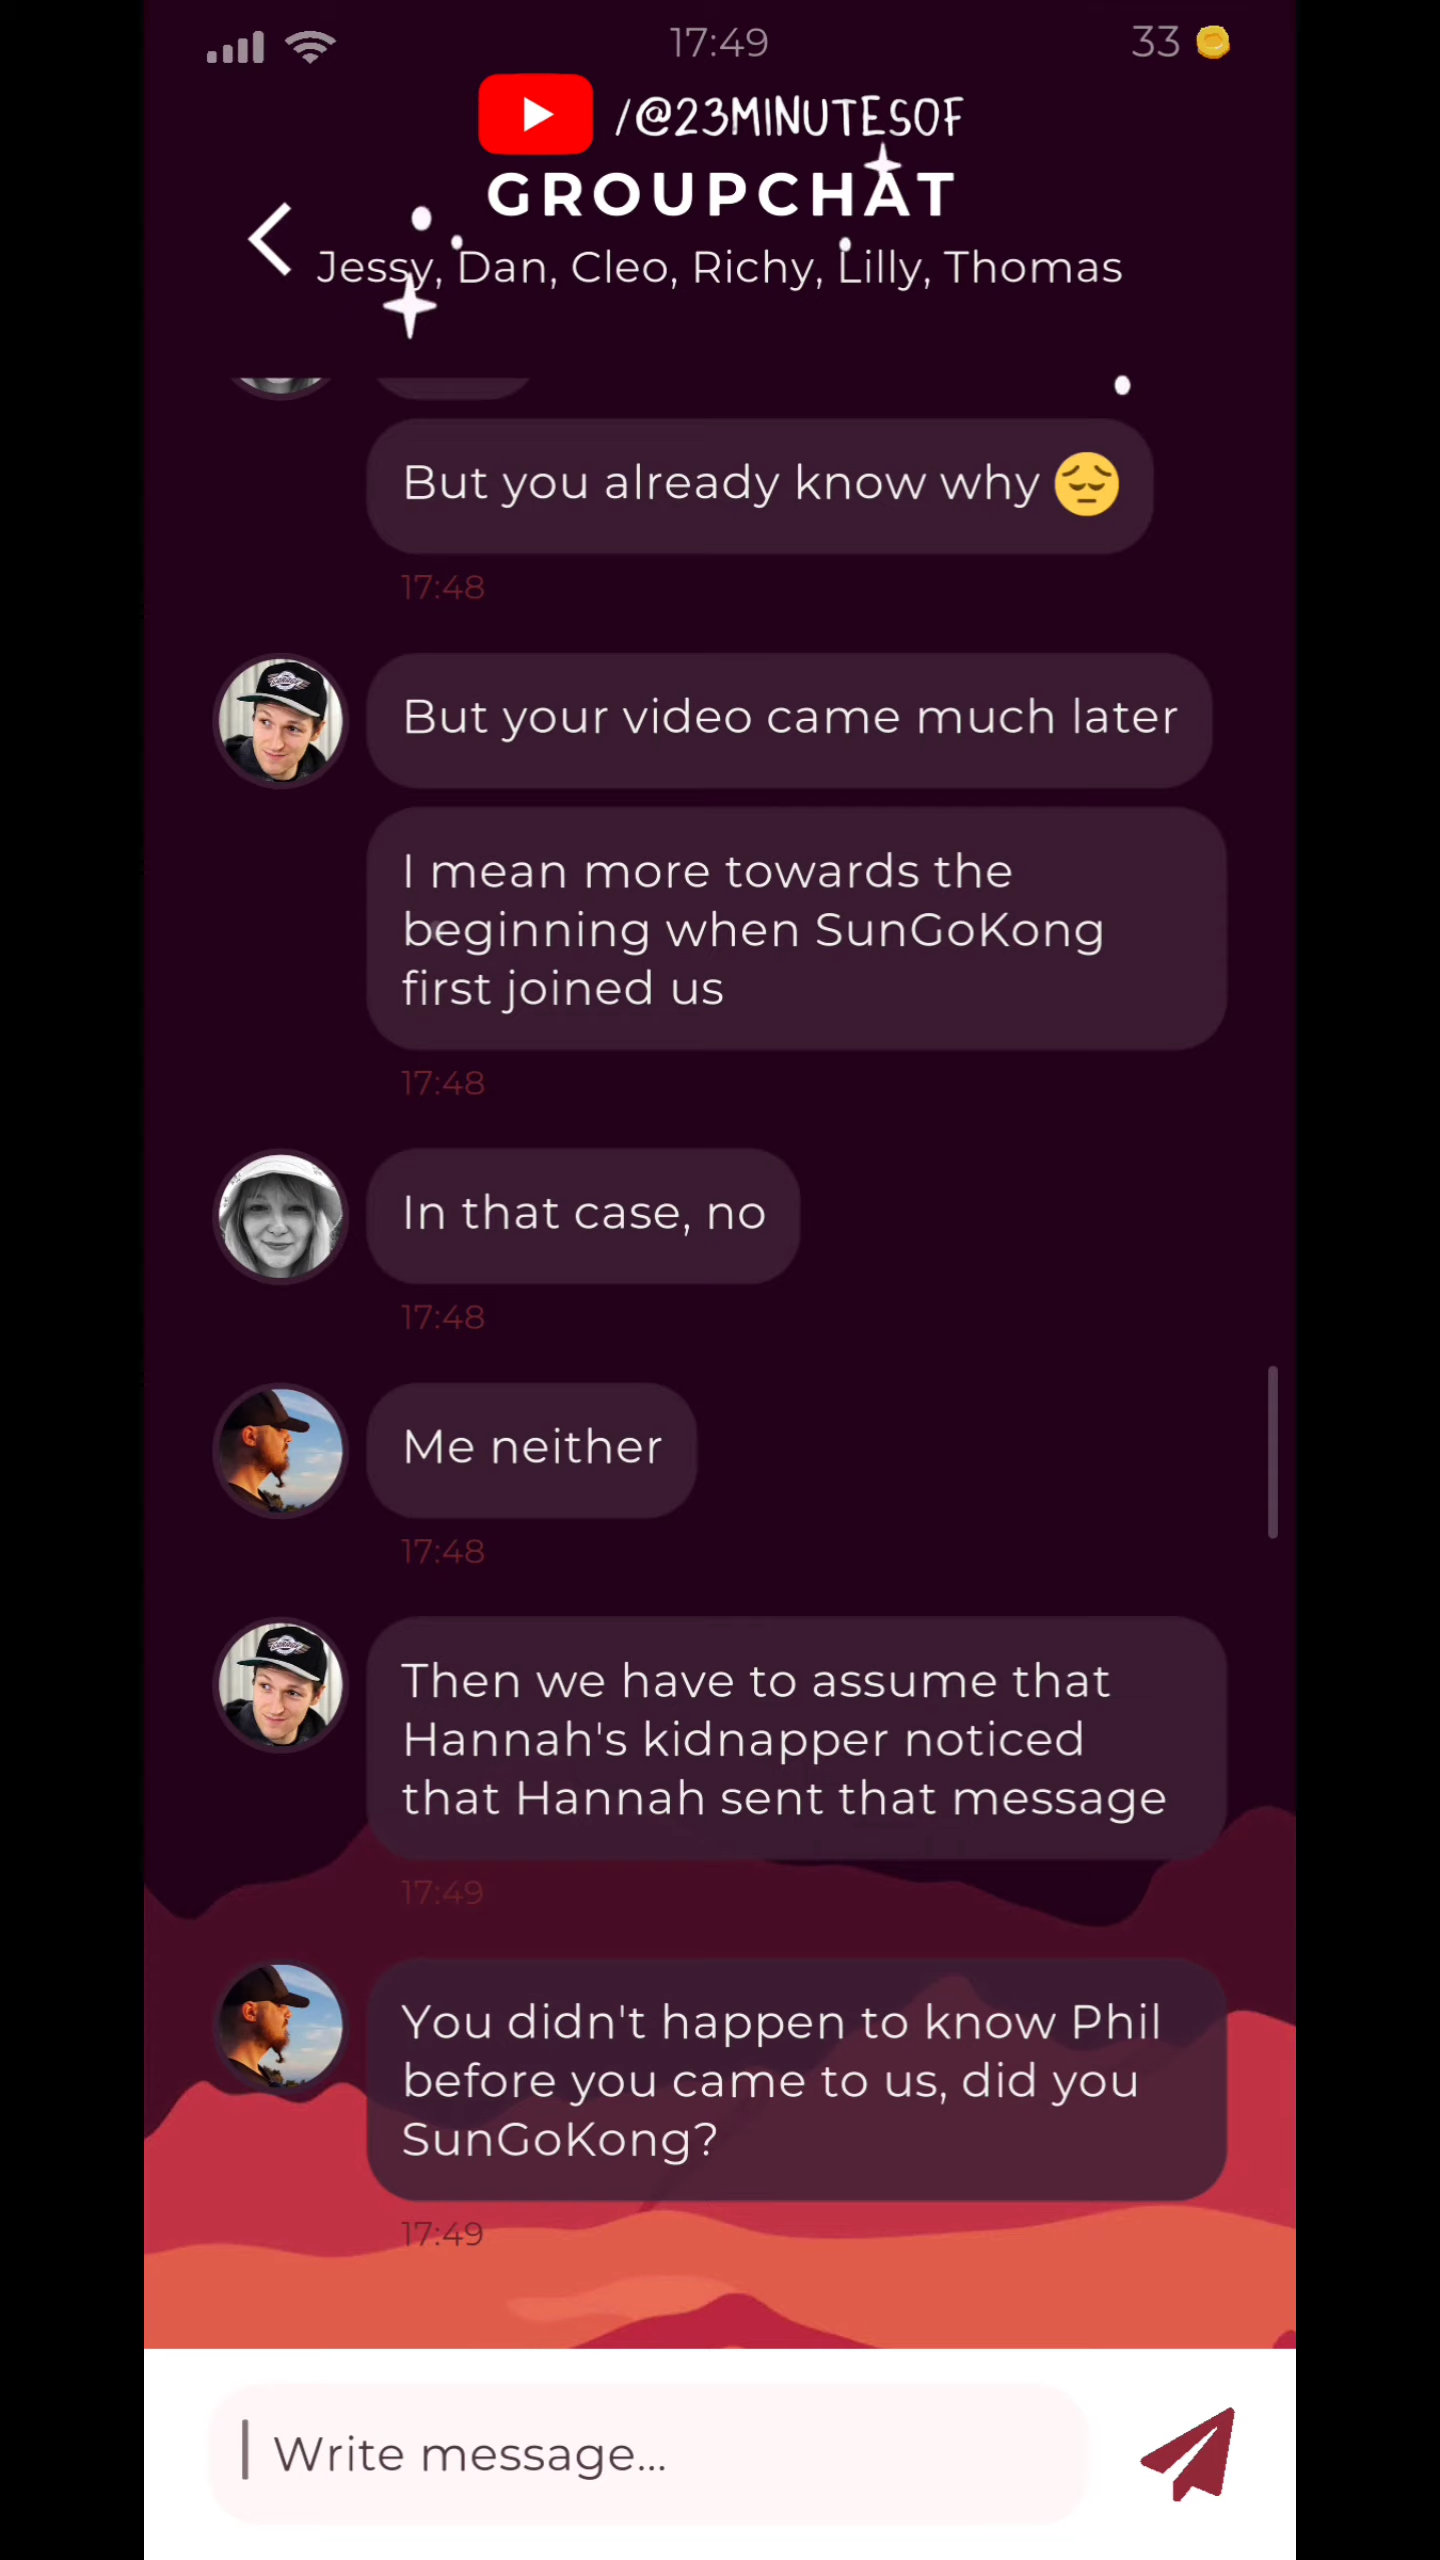 17:49
33
/@23MINUTESOF
GROUPCHAT
Jessy, Dan, Cleo, Richy, Lilly, Thomas
But you already know why 😔
17:48
But your video came much later
I mean more towards the
beginning when SunGoKong
first joined us
17:48
In that case, no
17:48
Me neither
17:48
Then we have to assume that
Hannah's kidnapper noticed
that Hannah sent that message
17:49
You didn't happen to know Phil
before you came to us, did you
SunGoKong?
17:49
Write message...